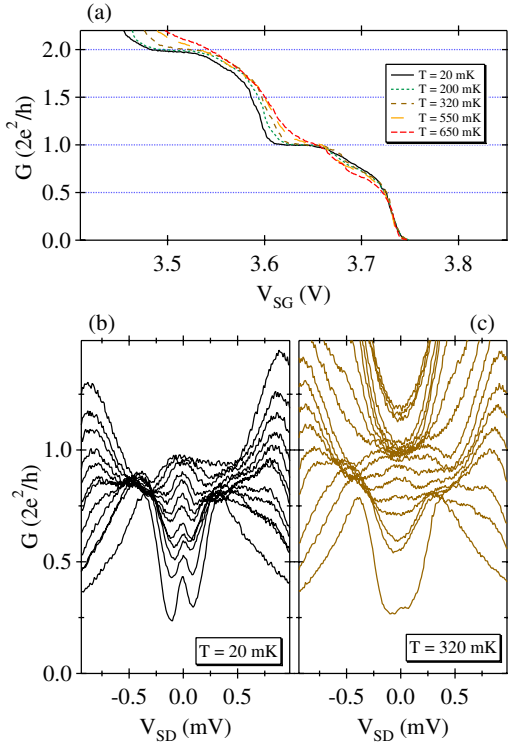 (a)
2.0
1.5
1.0
0.5
0.0
G (2e²/h)
T = 20 mK
T = 200 mK
T = 320 mK
T = 550 mK
T = 650 mK
3.5
3.6
3.7
3.8
V_SG (V)
(b)
(c)
1.0
0.5
0.0
G (2e²/h)
T = 20 mK
T = 320 mK
-0.5
0.0
0.5
-0.5
0.0
0.5
V_SD (mV)
V_SD (mV)